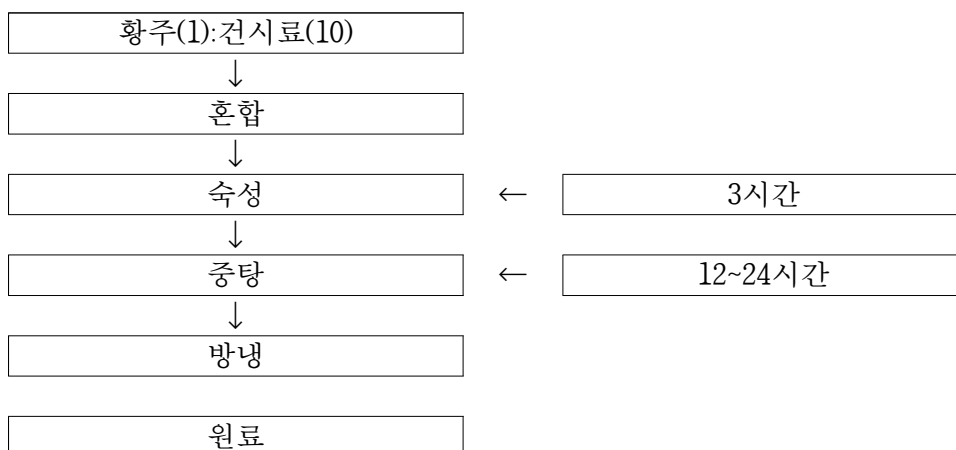 황주(1):건시료(10)
↓
혼합
↓
숙성 ← 3시간
↓
중탕 ← 12~24시간
↓
방냉
원료